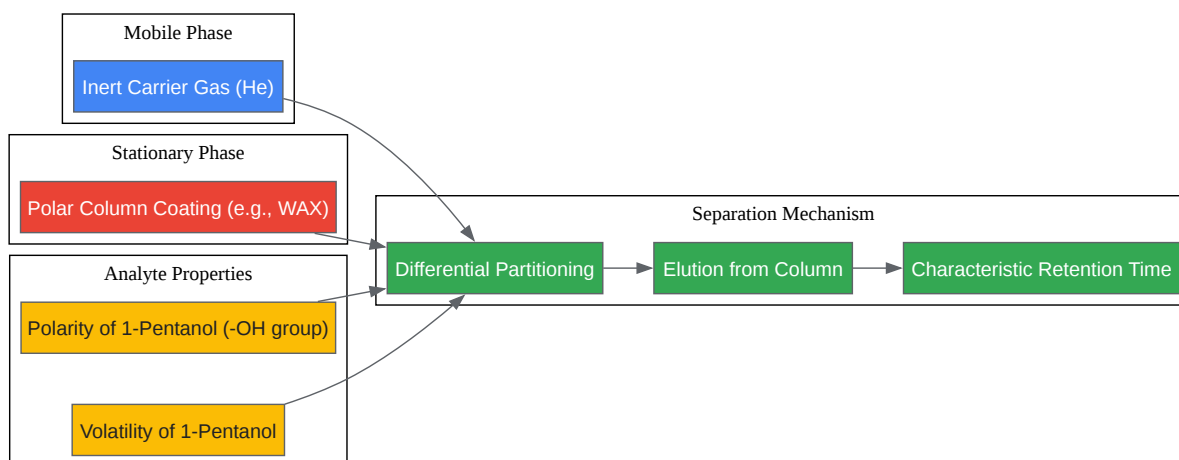 Mobile Phase
Inert Carrier Gas (He)
Stationary Phase
Polar Column Coating (e.g., WAX)
Analyte Properties
Polarity of 1-Pentanol (-OH group)
Volatility of 1-Pentanol
Separation Mechanism
Differential Partitioning
Elution from Column
Characteristic Retention Time